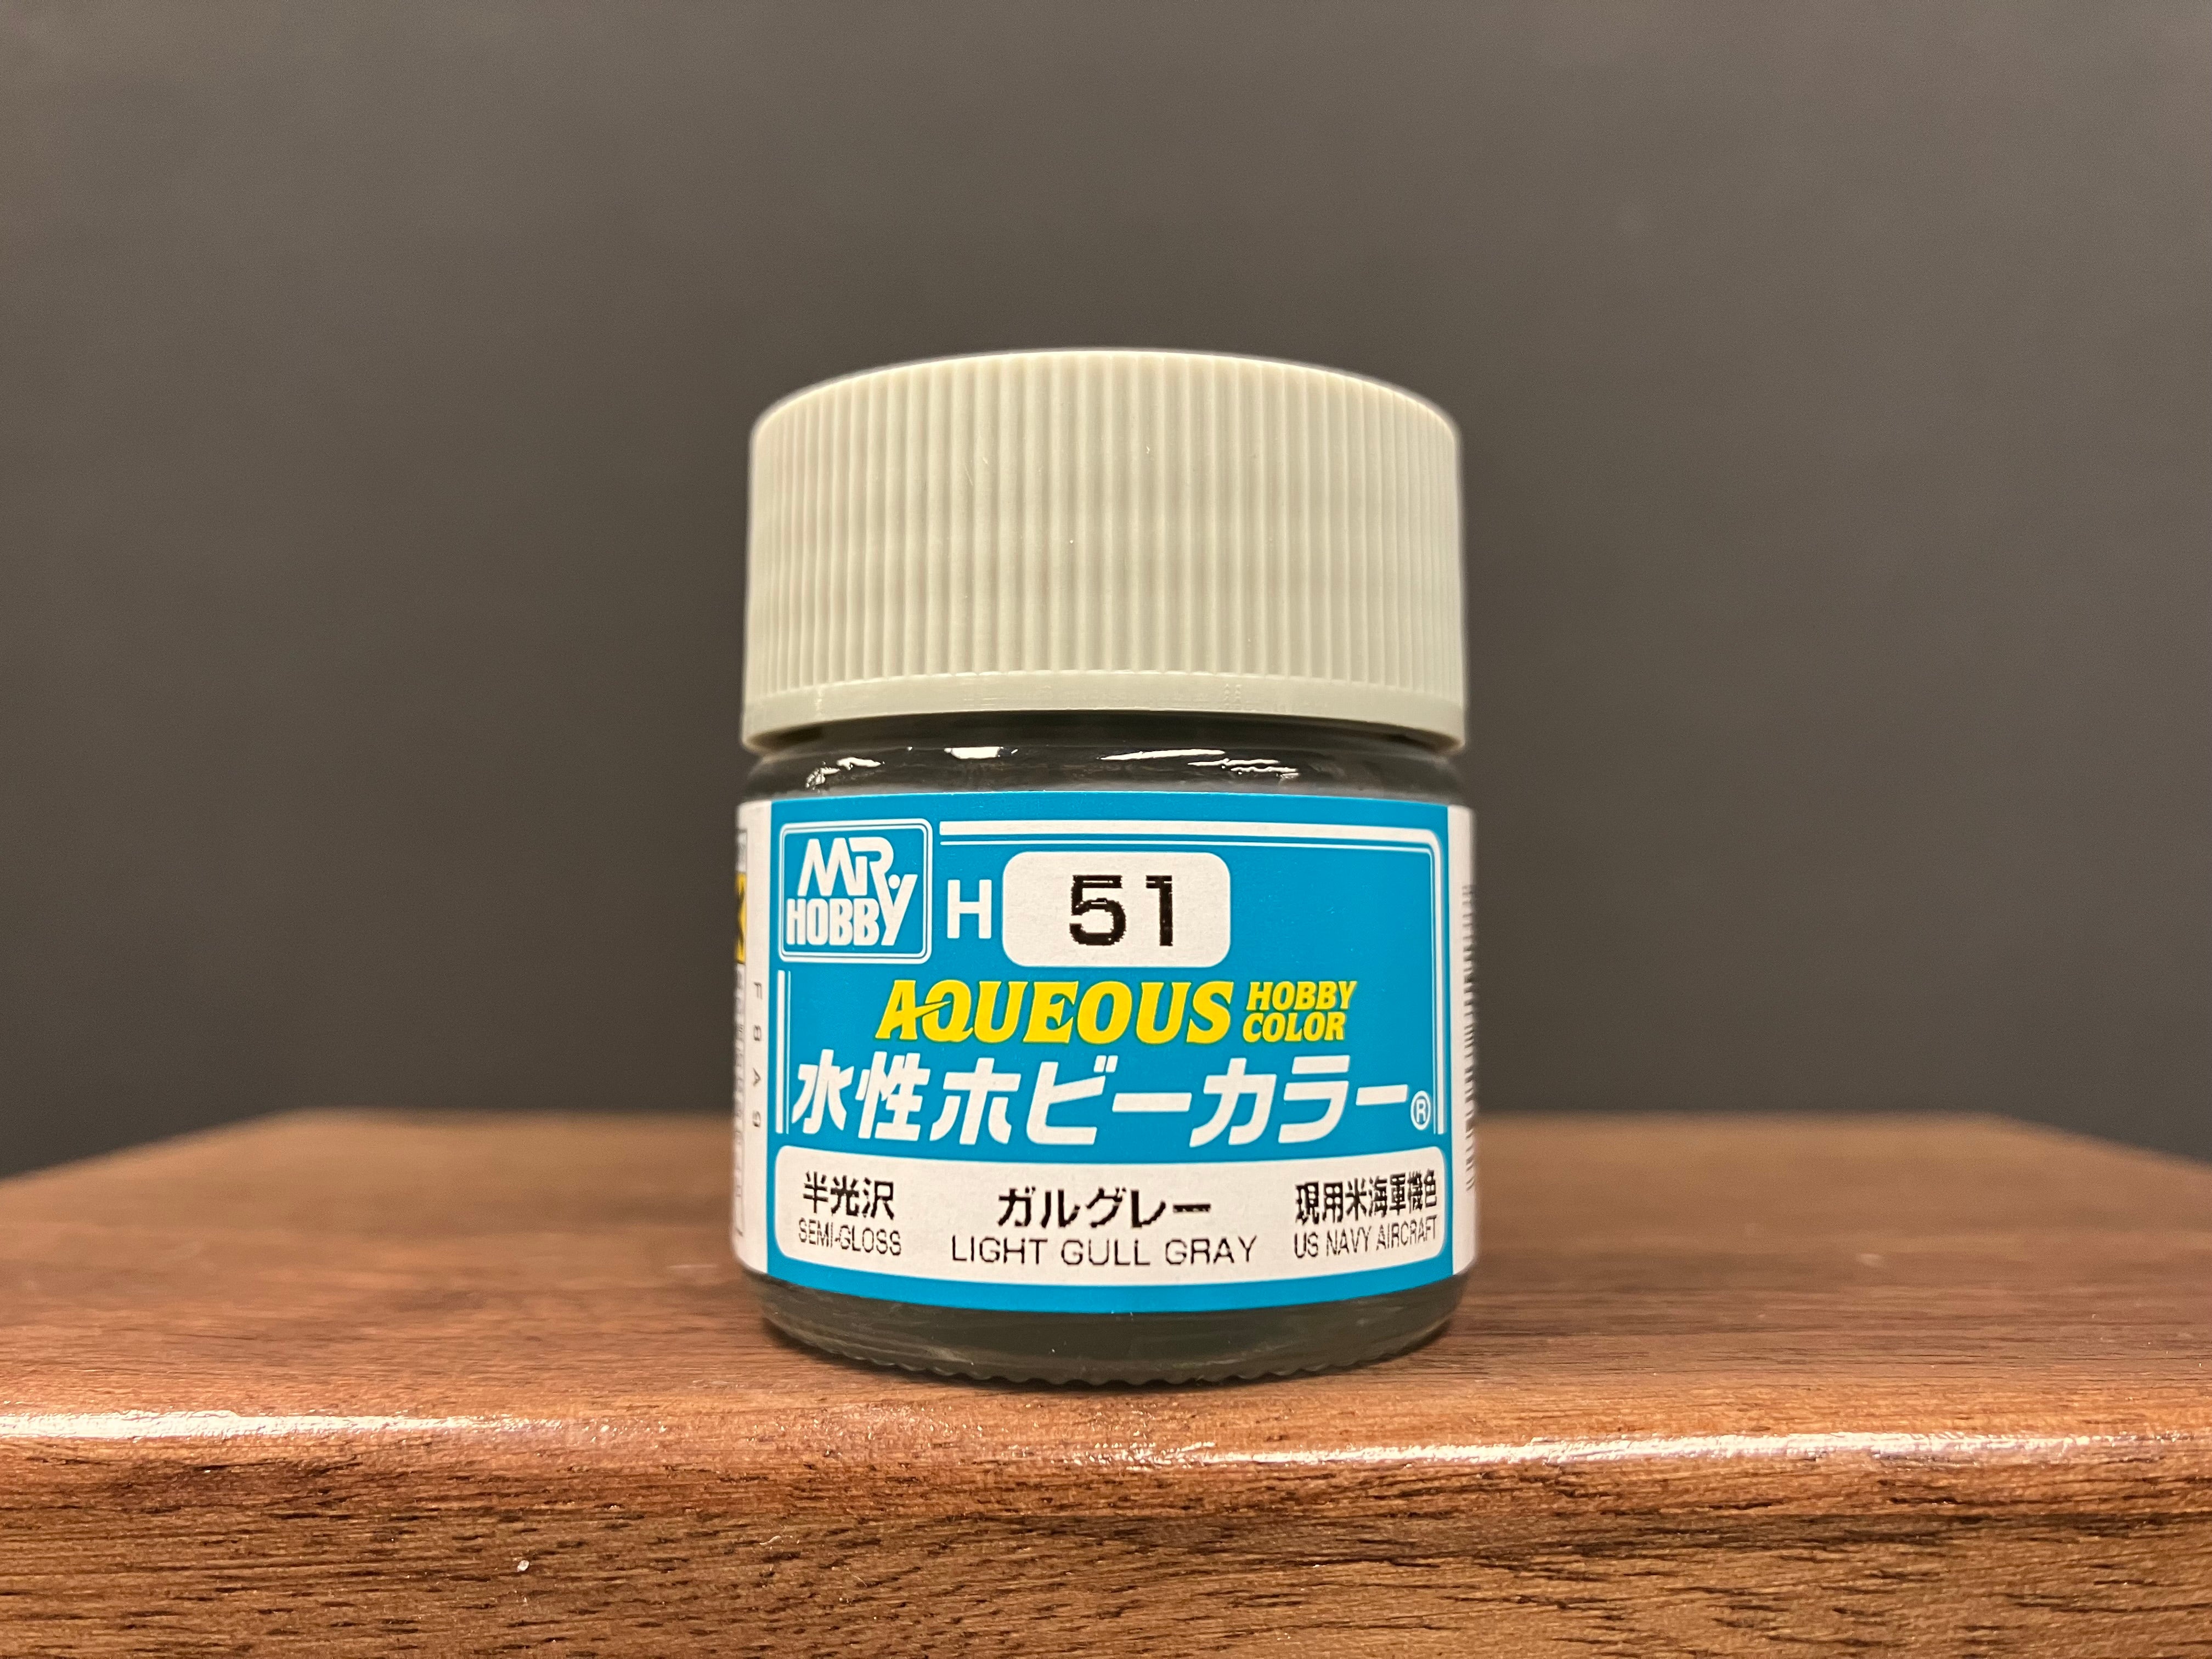 MR. HOBBY
H 51
AQUEOUS HOBBY COLOR
水性ホビーカラー®
半光沢 ガルグレー 現用米海軍機色
SEMI-GLOSS LIGHT GULL GRAY US NAVY AIRCRAFT
F8A9